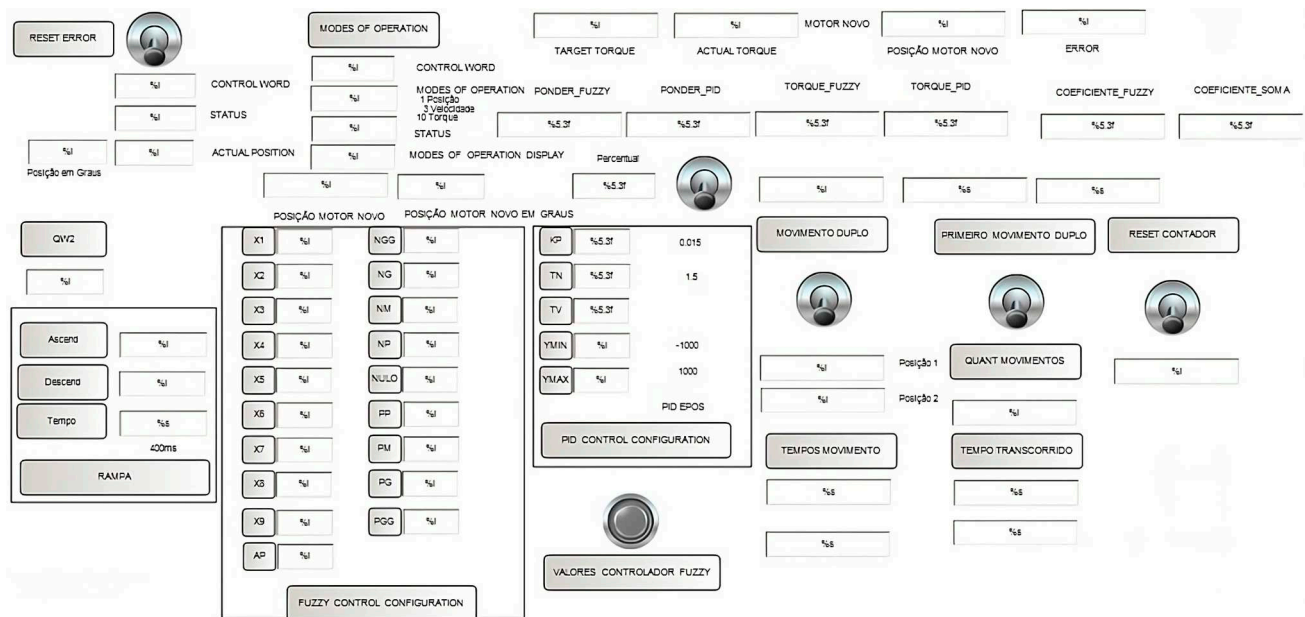 RESET ERROR
MODES OF OPERATION
%I %I MOTOR NOVO %I %I
TARGET TORQUE ACTUAL TORQUE POSIÇÃO MOTOR NOVO ERROR
%I CONTROL WORD
%I CONTROL WORD
%I MODES OF OPERATION
1 Posição
3 Velocidade
10 Torque
PONDER_FUZZY PONDER_PID TORQUE_FUZZY TORQUE_PID COEFICIENTE_FUZZY COEFICIENTE_SOMA
%I STATUS
%I STATUS
%5.3f %5.3f %5.3f %5.3f %5.3f %5.3f
%I %I ACTUAL POSITION
Posição em Graus
%I MODES OF OPERATION DISPLAY
Percentual
%I %I %5.3f %I %s %s
POSIÇÃO MOTOR NOVO POSIÇÃO MOTOR NOVO EM GRAUS
QW2
%I
Ascend %I
Descend %I
Tempo %s
400ms
RAMPA
X1 %I NGG %I
X2 %I NG %I
X3 %I NM %I
X4 %I NP %I
X5 %I NULO %I
X6 %I PP %I
X7 %I PM %I
X8 %I PG %I
X9 %I PGG %I
AP %I
FUZZY CONTROL CONFIGURATION
KP %5.3f 0.015
TN %5.3f 1.5
TV %5.3f
YMIN %I -1000
YMAX %I 1000
PID EPOS
PID CONTROL CONFIGURATION
VALORES CONTROLADOR FUZZY
MOVIMENTO DUPLO
PRIMEIRO MOVIMENTO DUPLO
RESET CONTADOR
%I Posição 1
%I Posição 2
QUANT MOVIMENTOS
%I
%I
TEMPOS MOVIMENTO
%s
%s
TEMPO TRANSCORRIDO
%s
%s